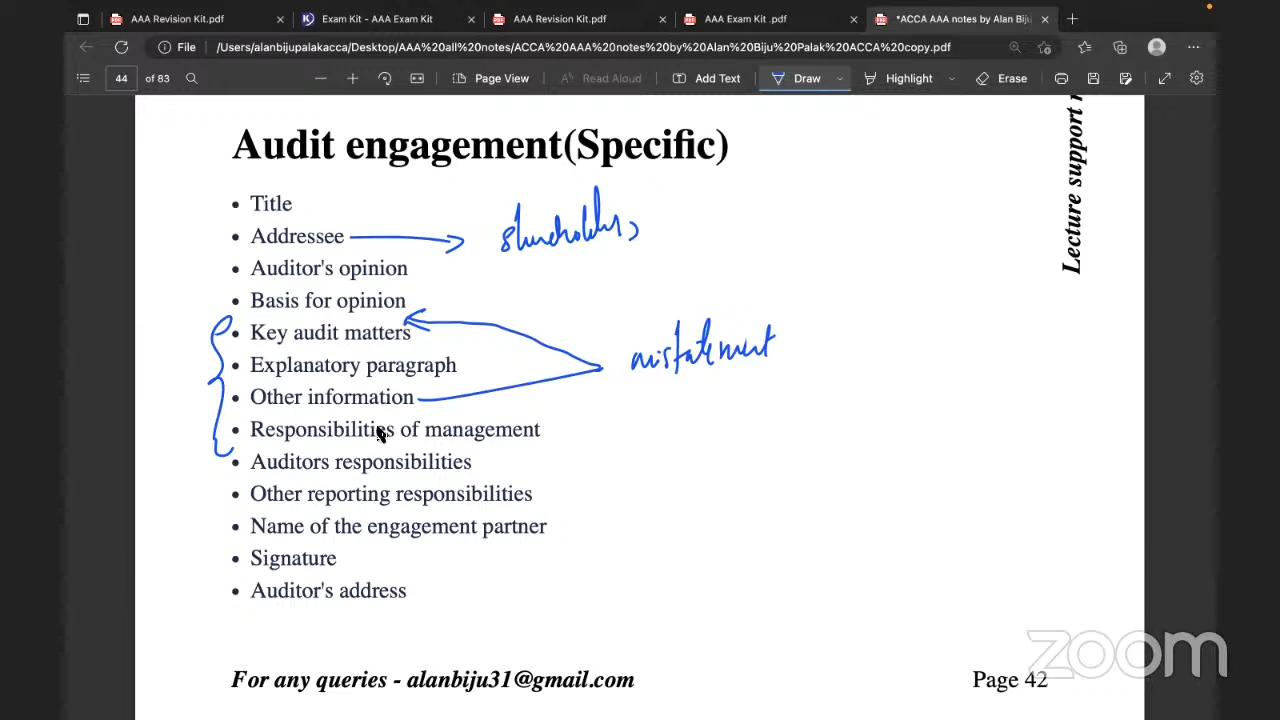 AAA Revision Kit.pdf
Exam Kit - AAA Exam Kit
AAA Revision Kit.pdf
AAA Exam Kit .pdf
*ACCA AAA notes by Alan Biju
File
/Users/alanbijupalakacca/Desktop/AAA%20all%20notes/ACCA%20AAA%20notes%20by%20Alan%20Biju%20Palak%20ACCA%20copy.pdf
44 of 83
Page View
Read Aloud
Add Text
Draw
Highlight
Erase
Lecture support
Audit engagement(Specific)
• Title
• Addressee
shareholders
• Auditor's opinion
• Basis for opinion
• Key audit matters
misstatement
• Explanatory paragraph
• Other information
• Responsibilities of management
• Auditors responsibilities
• Other reporting responsibilities
• Name of the engagement partner
• Signature
• Auditor's address
zoom
For any queries - alanbiju31@gmail.com
Page 42